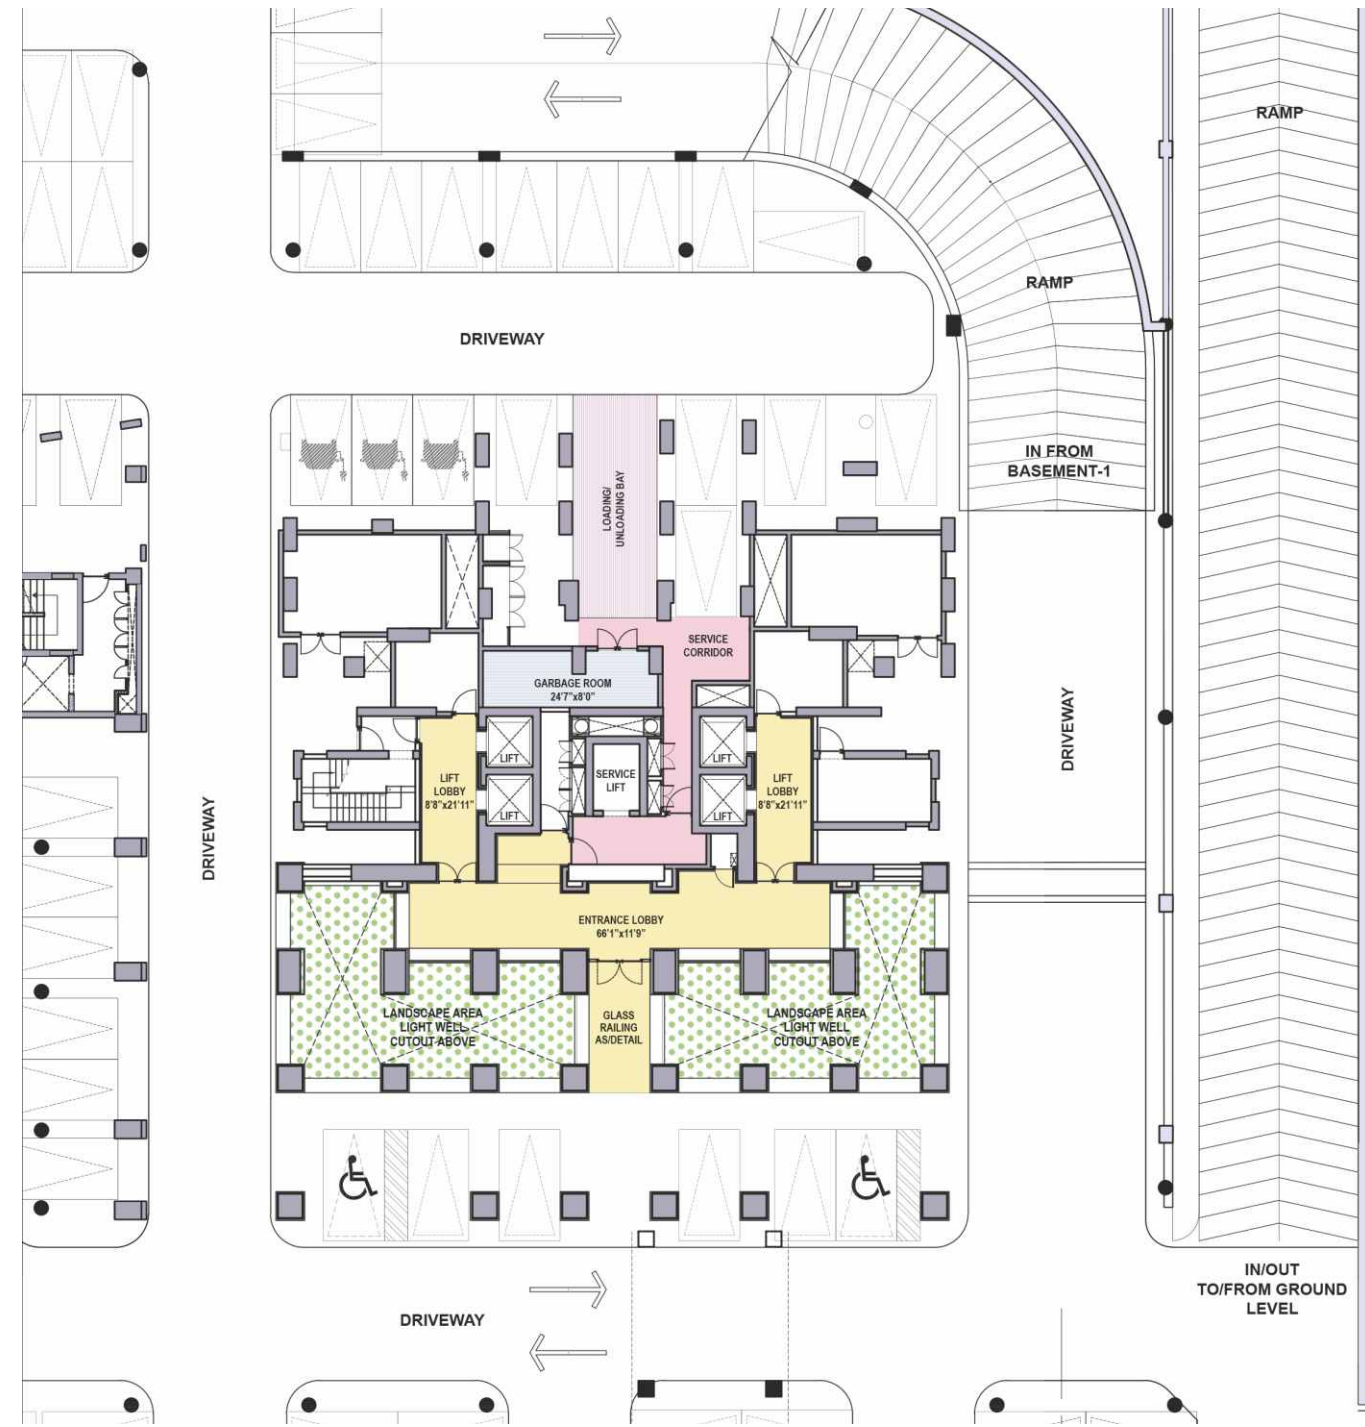 RAMP
RAMP
DRIVEWAY
IN FROM
BASEMENT-1
LOADING/
UNLOADING BAY
SERVICE
CORRIDOR
GARBAGE ROOM
24'7"x8'0"
DRIVEWAY
LIFT
LIFT
SERVICE
LIFT
LIFT
LOBBY
8'8"x21'11"
LIFT
LOBBY
8'8"x21'11"
LIFT
LIFT
DRIVEWAY
ENTRANCE LOBBY
66'1"x11'9"
LANDSCAPE AREA
LIGHT WELL
CUTOUT ABOVE
GLASS
RAILING
AS/DETAIL
LANDSCAPE AREA
LIGHT WELL
CUTOUT ABOVE
IN/OUT
TO/FROM GROUND
LEVEL
DRIVEWAY